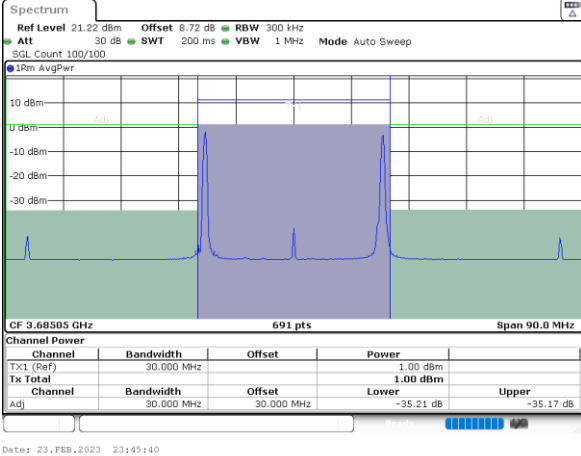 Spectrum
Ref Level 21.22 dBm Offset 8.72 dB RBW 300 kHz
Att 30 dB SWT 200 ms VBW 1 MHz Mode Auto Sweep
SGL Count 100/100
1Rm AvgPwr
10 dBm
Adj Adj
0 dBm
-10 dBm
-20 dBm
-30 dBm
CF 3.68505 GHz 691 pts Span 90.0 MHz
Channel Power
Channel Bandwidth Offset Power
TX1 (Ref) 30.000 MHz 1.00 dBm
Tx Total 1.00 dBm
Channel Bandwidth Offset Lower Upper
Adj 30.000 MHz 30.000 MHz -35.21 dB -35.17 dB
Ready
Date: 23.FEB.2023 23:45:40